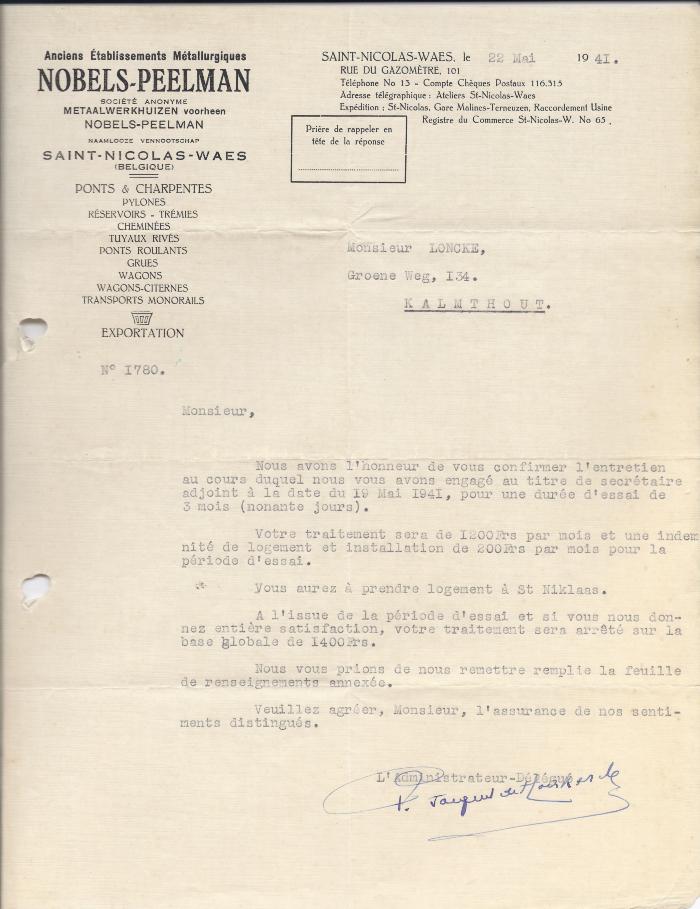 Anciens Établissements Métallurgiques
NOBELS-PEELMAN
SOCIÉTÉ ANONYME
METAALWERKHUIZEN voorheen
NOBELS-PEELMAN
NAAMLOOZE VENNOOTSCHAP
SAINT-NICOLAS-WAES
(BELGIQUE)
PONTS & CHARPENTES
PYLONES
RÉSERVOIRS - TRÉMIES
CHEMINÉES
TUYAUX RIVÉS
PONTS ROULANTS
GRUES
WAGONS
WAGONS-CITERNES
TRANSPORTS MONORAILS
EXPORTATION
SAINT-NICOLAS-WAES, le 22 Mai 1941.
RUE DU GAZOMÈTRE, 101
Téléphone No 13 - Compte Chèques Postaux 116.315
Adresse télégraphique : Ateliers St-Nicolas-Waes
Expédition : St-Nicolas, Gare Malines-Terneuzen, Raccordement Usine
Registre du Commerce St-Nicolas-W. No 65.
Prière de rappeler en
tête de la réponse
Monsieur LONCKE,
Groene Weg, I34.
KALMTHOUT.
N° I780.
Monsieur,
Nous avons l'honneur de vous confirmer l'entretien
au cours duquel nous vous avons engagé au titre de secrétaire
adjoint à la date du I9 Mai I94I, pour une durée d'essai de
3 mois (nonante jours).
Votre traitement sera de I200Frs par mois et une indem
nité de logement et installation de 200Frs par mois pour la
période d'essai.
Vous aurez à prendre logement à St Niklaas.
A l'issue de la période d'essai et si vous nous don-
nez entière satisfaction, votre traitement sera arrêté sur la
base globale de I400Frs.
Nous vous prions de nous remettre remplie la feuille
de renseignements annexée.
Veuillez agréer, Monsieur, l'assurance de nos senti-
ments distingués.
L'Administrateur-Délégué